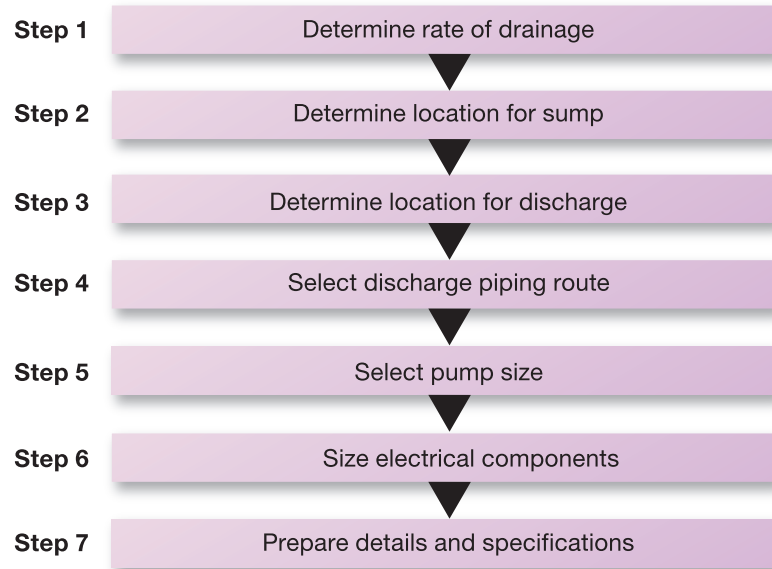 Step 1 Determine rate of drainage
Step 2 Determine location for sump
Step 3 Determine location for discharge
Step 4 Select discharge piping route
Step 5 Select pump size
Step 6 Size electrical components
Step 7 Prepare details and specifications